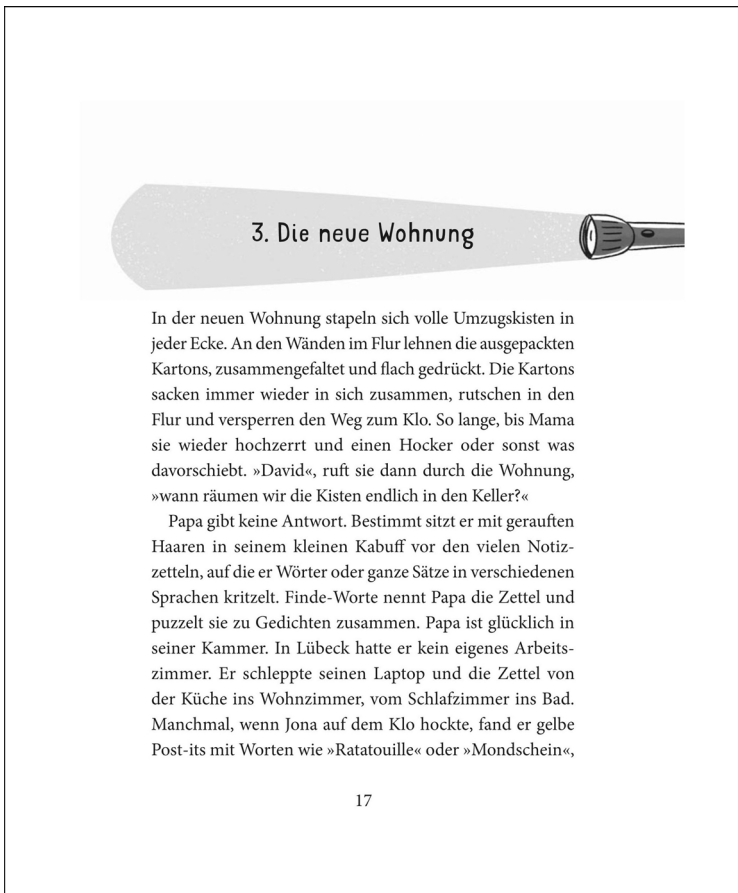 3. Die neue Wohnung
In der neuen Wohnung stapeln sich volle Umzugskisten in
jeder Ecke. An den Wänden im Flur lehnen die ausgepackten
Kartons, zusammengefaltet und flach gedrückt. Die Kartons
sacken immer wieder in sich zusammen, rutschen in den
Flur und versperren den Weg zum Klo. So lange, bis Mama
sie wieder hochzerrt und einen Hocker oder sonst was
davorschiebt. »David«, ruft sie dann durch die Wohnung,
»wann räumen wir die Kisten endlich in den Keller?«
Papa gibt keine Antwort. Bestimmt sitzt er mit gerauften
Haaren in seinem kleinen Kabuff vor den vielen Notiz-
zetteln, auf die er Wörter oder ganze Sätze in verschiedenen
Sprachen kritzelt. Finde-Worte nennt Papa die Zettel und
puzzelt sie zu Gedichten zusammen. Papa ist glücklich in
seiner Kammer. In Lübeck hatte er kein eigenes Arbeits-
zimmer. Er schleppte seinen Laptop und die Zettel von
der Küche ins Wohnzimmer, vom Schlafzimmer ins Bad.
Manchmal, wenn Jona auf dem Klo hockte, fand er gelbe
Post-its mit Worten wie »Ratatouille« oder »Mondschein«,
17